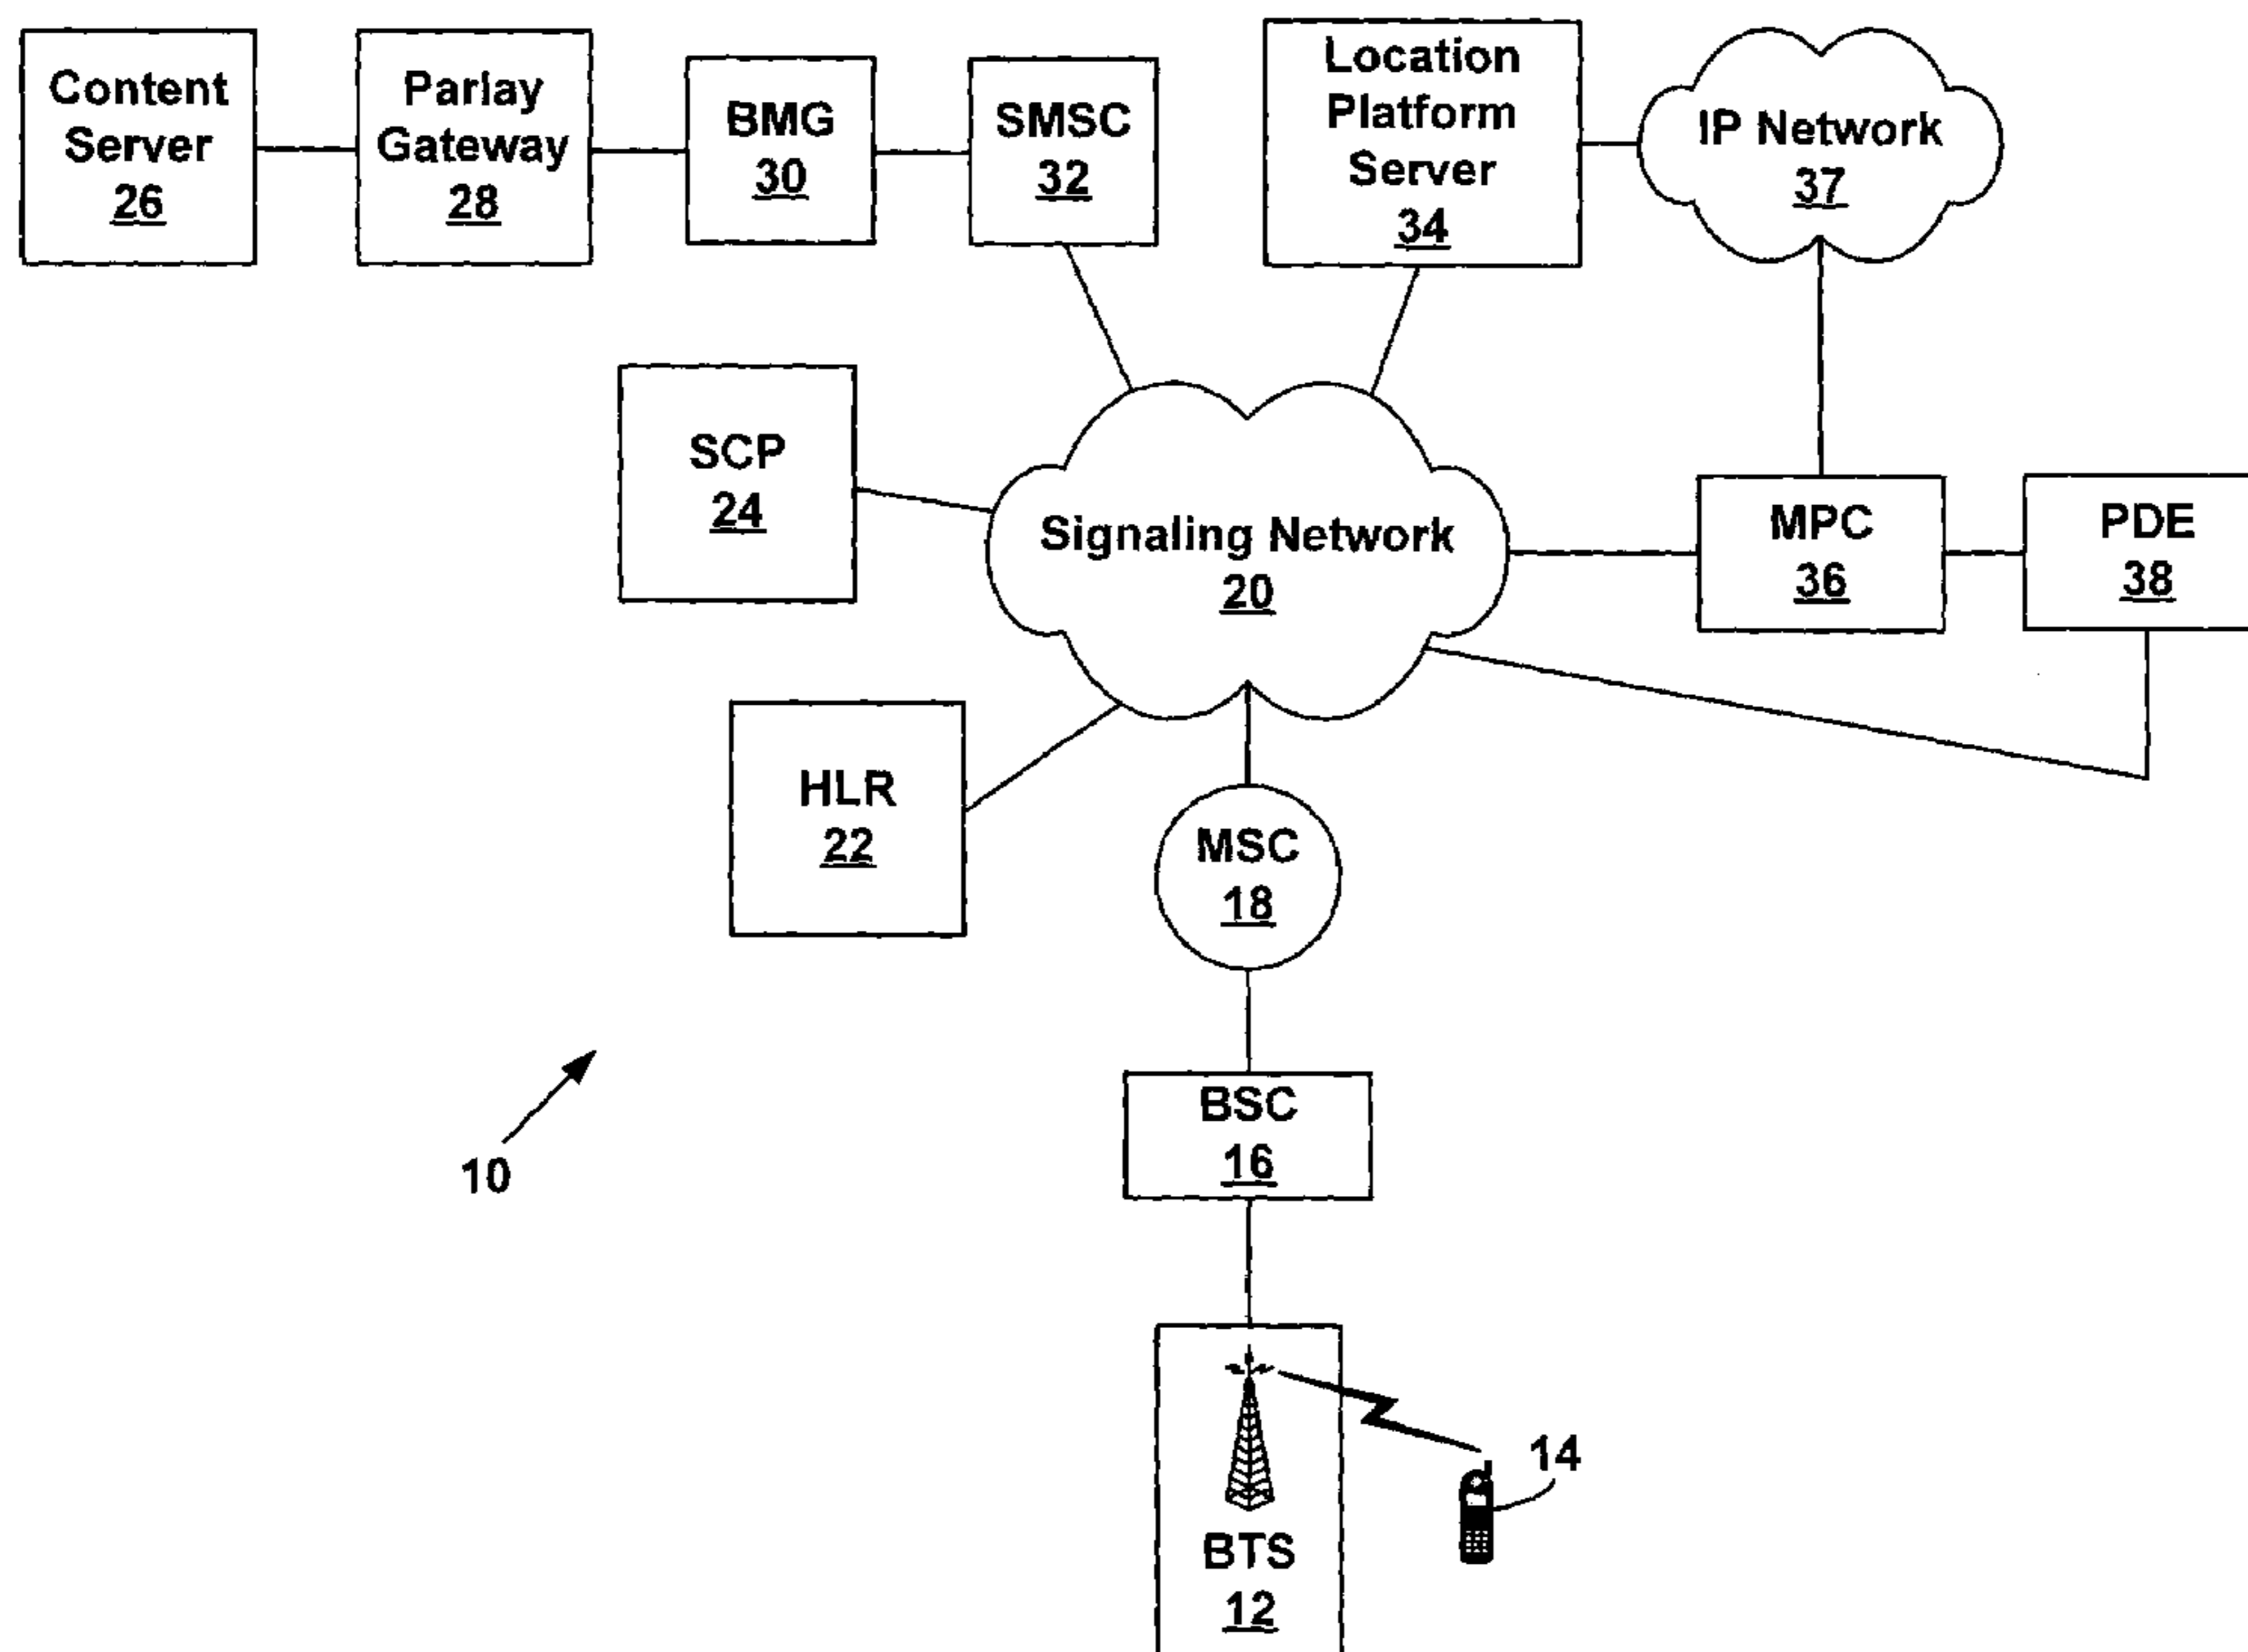 Content
Server
26
Parlay
Gateway
28
BMG
30
SMSC
32
Location
Platform
Server
34
IP Network
37
SCP
24
Signaling Network
20
MPC
36
PDE
38
HLR
22
MSC
18
BSC
16
10
14
BTS
12